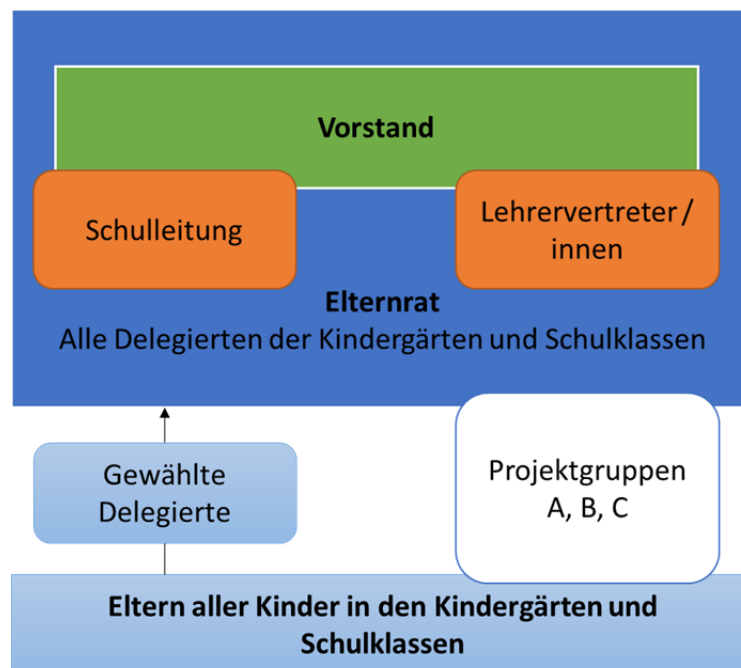 Vorstand
Schulleitung
Lehrervertreter/
innen
Elternrat
Alle Delegierten der Kindergärten und Schulklassen
Gewählte
Delegierte
Projektgruppen
A, B, C
Eltern aller Kinder in den Kindergärten und
Schulklassen